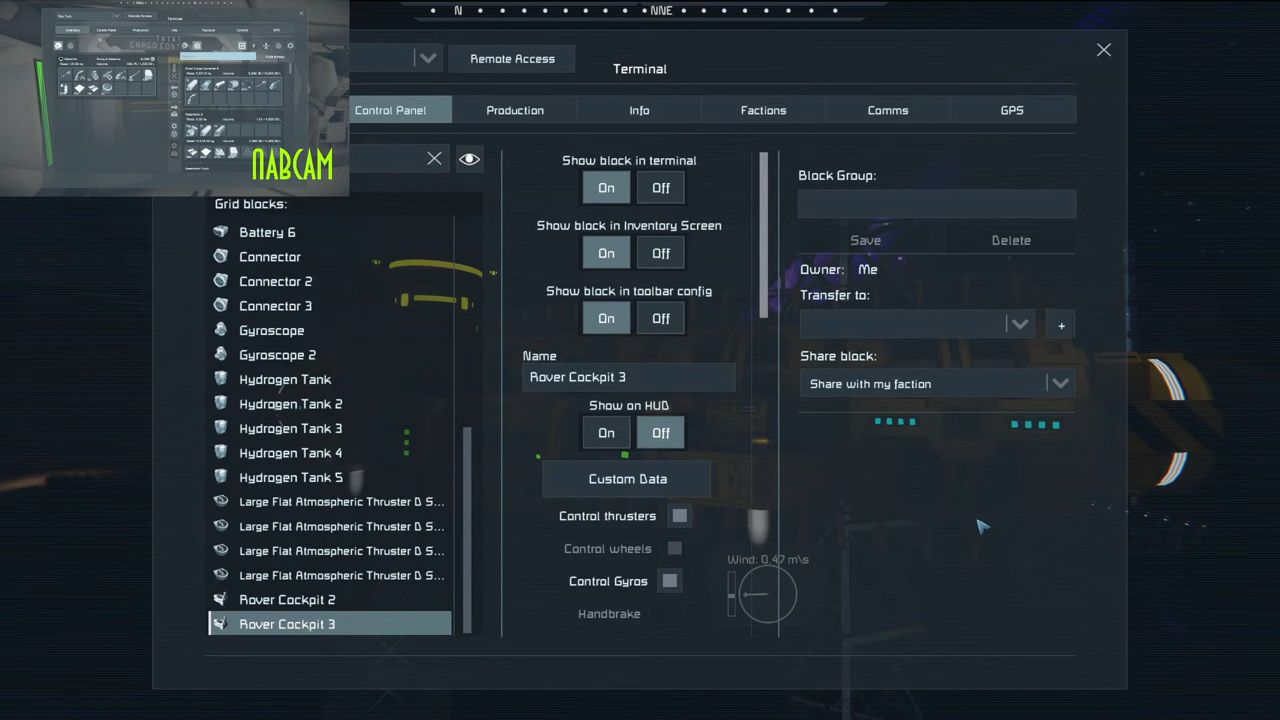 N
NNE
Remote Access
Terminal
Control Panel
Production
Info
Factions
Comms
GPS
NABCAM
Grid blocks:
Battery 6
Connector
Connector 2
Connector 3
Gyroscope
Gyroscope 2
Hydrogen Tank
Hydrogen Tank 2
Hydrogen Tank 3
Hydrogen Tank 4
Hydrogen Tank 5
Large Flat Atmospheric Thruster D S...
Large Flat Atmospheric Thruster D S...
Large Flat Atmospheric Thruster D S...
Large Flat Atmospheric Thruster D S...
Rover Cockpit 2
Rover Cockpit 3
Show block in terminal
On Off
Show block in Inventory Screen
On Off
Show block in toolbar config
On Off
Name
Rover Cockpit 3
Show on HUD
On Off
Custom Data
Control thrusters
Control wheels
Control Gyros
Handbrake
Wind: 0.47 m\s
Block Group:
Save Delete
Owner: Me
Transfer to:
+
Share block:
Share with my faction